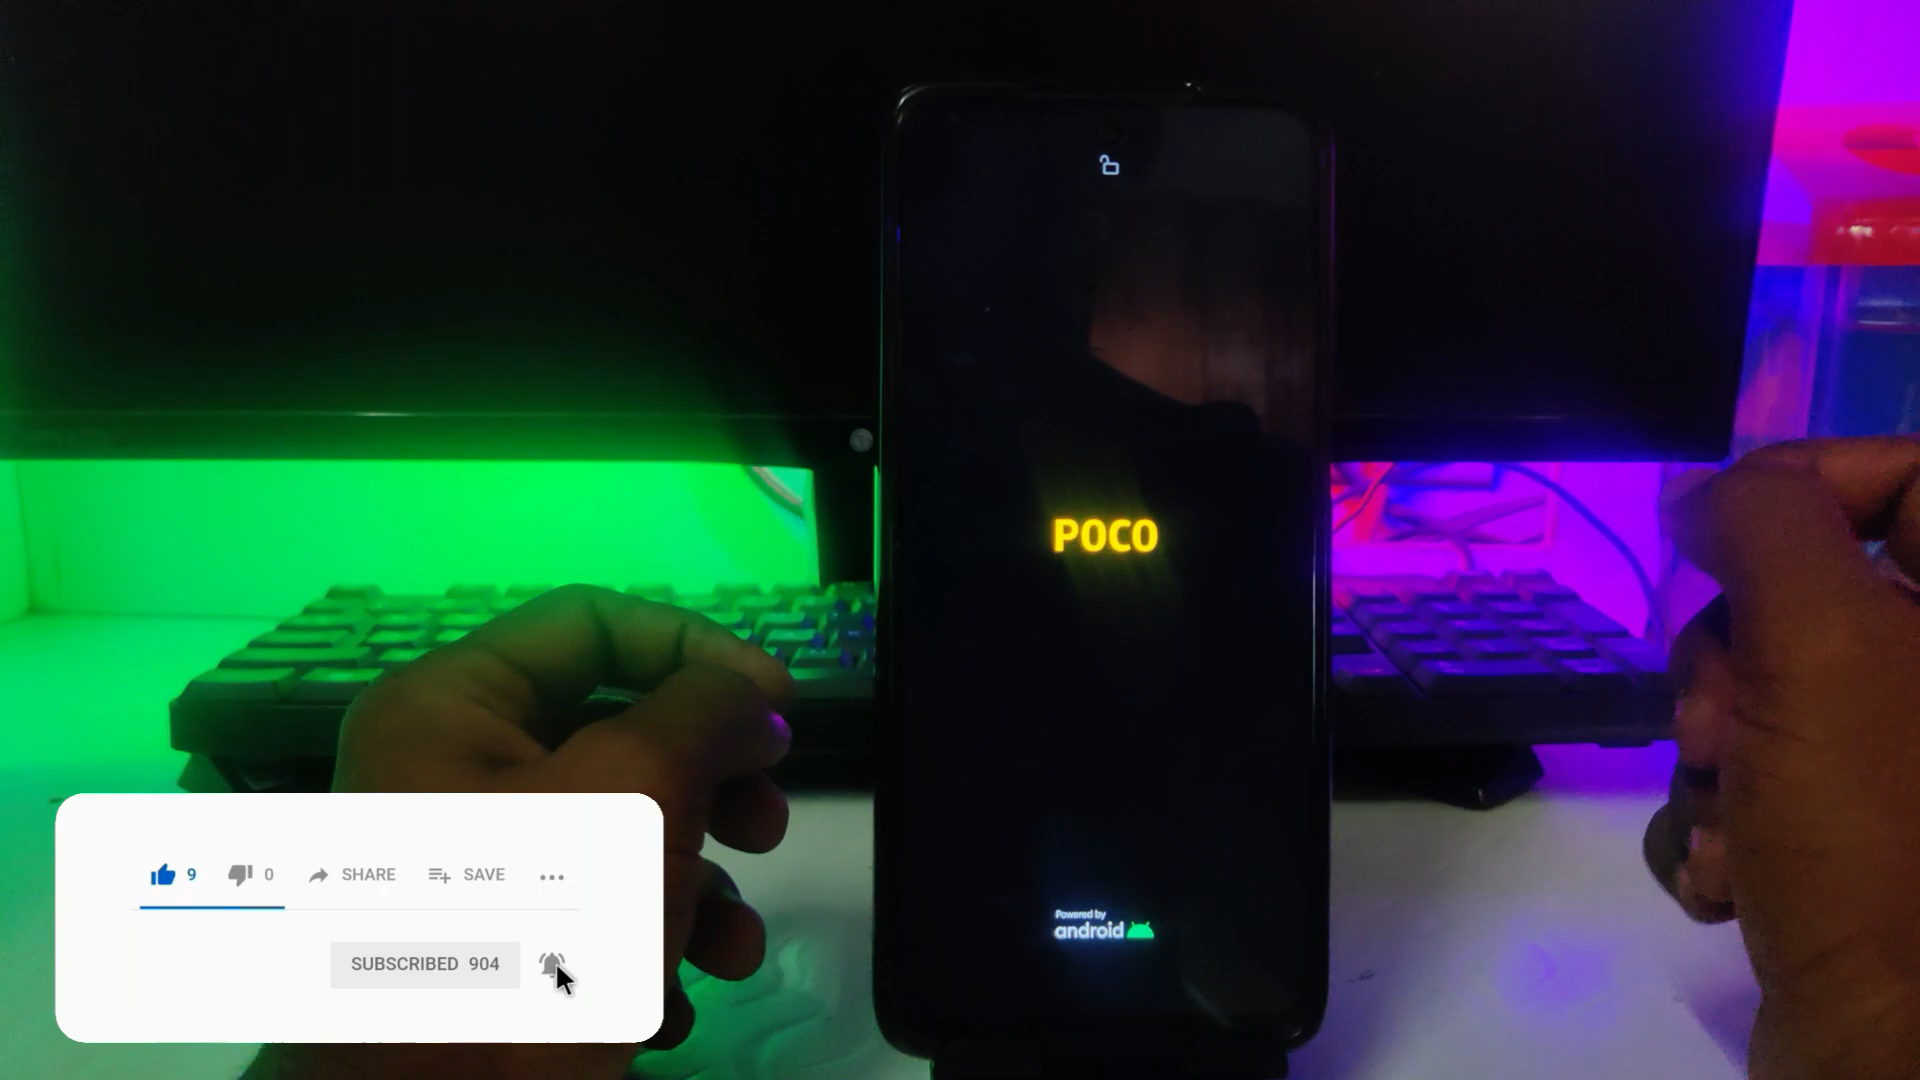 POCO
Powered by
android
9 0 SHARE SAVE
SUBSCRIBED 904